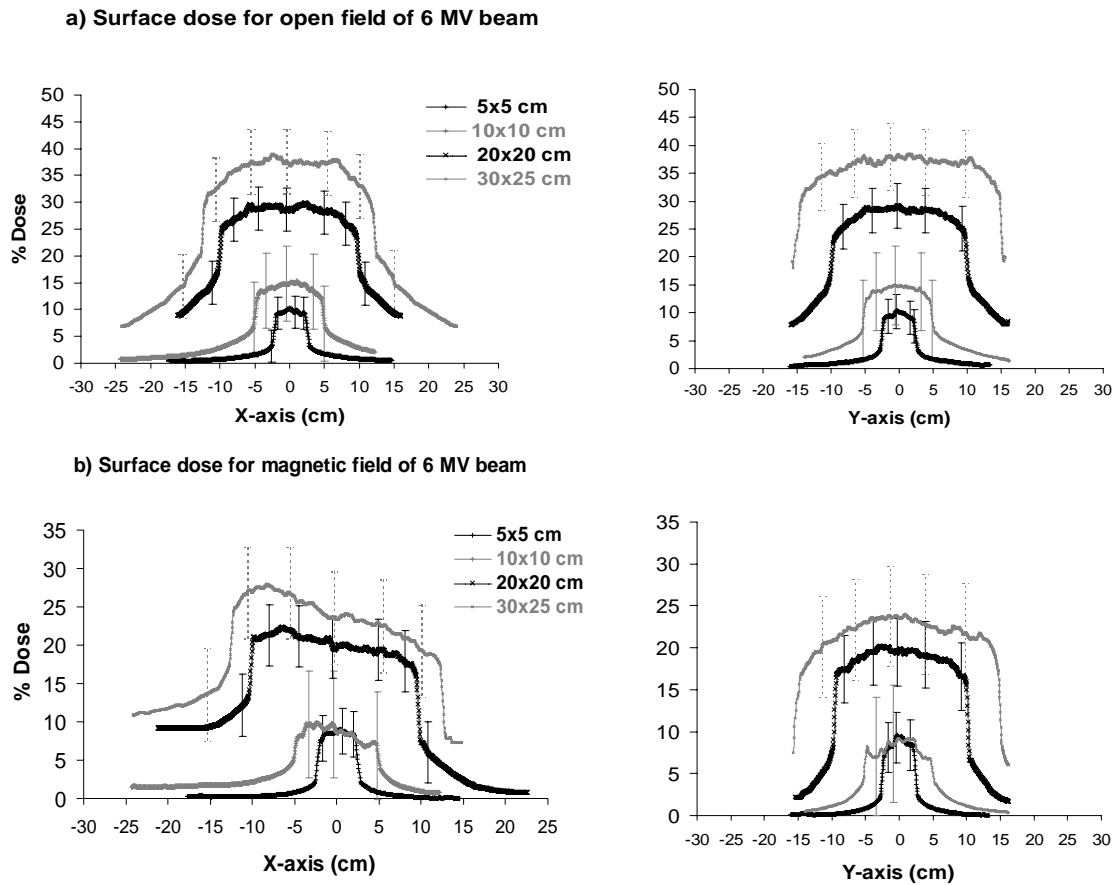 a) Surface dose for open field of 6 MV beam
50
45
40
35
30
25
20
15
10
5
0
% Dose
-30 -25 -20 -15 -10 -5 0 5 10 15 20 25 30
X-axis (cm)
5x5 cm
10x10 cm
20x20 cm
30x25 cm
50
45
40
35
30
25
20
15
10
5
0
-30 -25 -20 -15 -10 -5 0 5 10 15 20 25 30
Y-axis (cm)
b) Surface dose for magnetic field of 6 MV beam
35
30
25
20
15
10
5
0
% Dose
-30 -25 -20 -15 -10 -5 0 5 10 15 20 25
X-axis (cm)
5x5 cm
10x10 cm
20x20 cm
30x25 cm
35
30
25
20
15
10
5
0
-30 -25 -20 -15 -10 -5 0 5 10 15 20 25 30
Y-axis (cm)